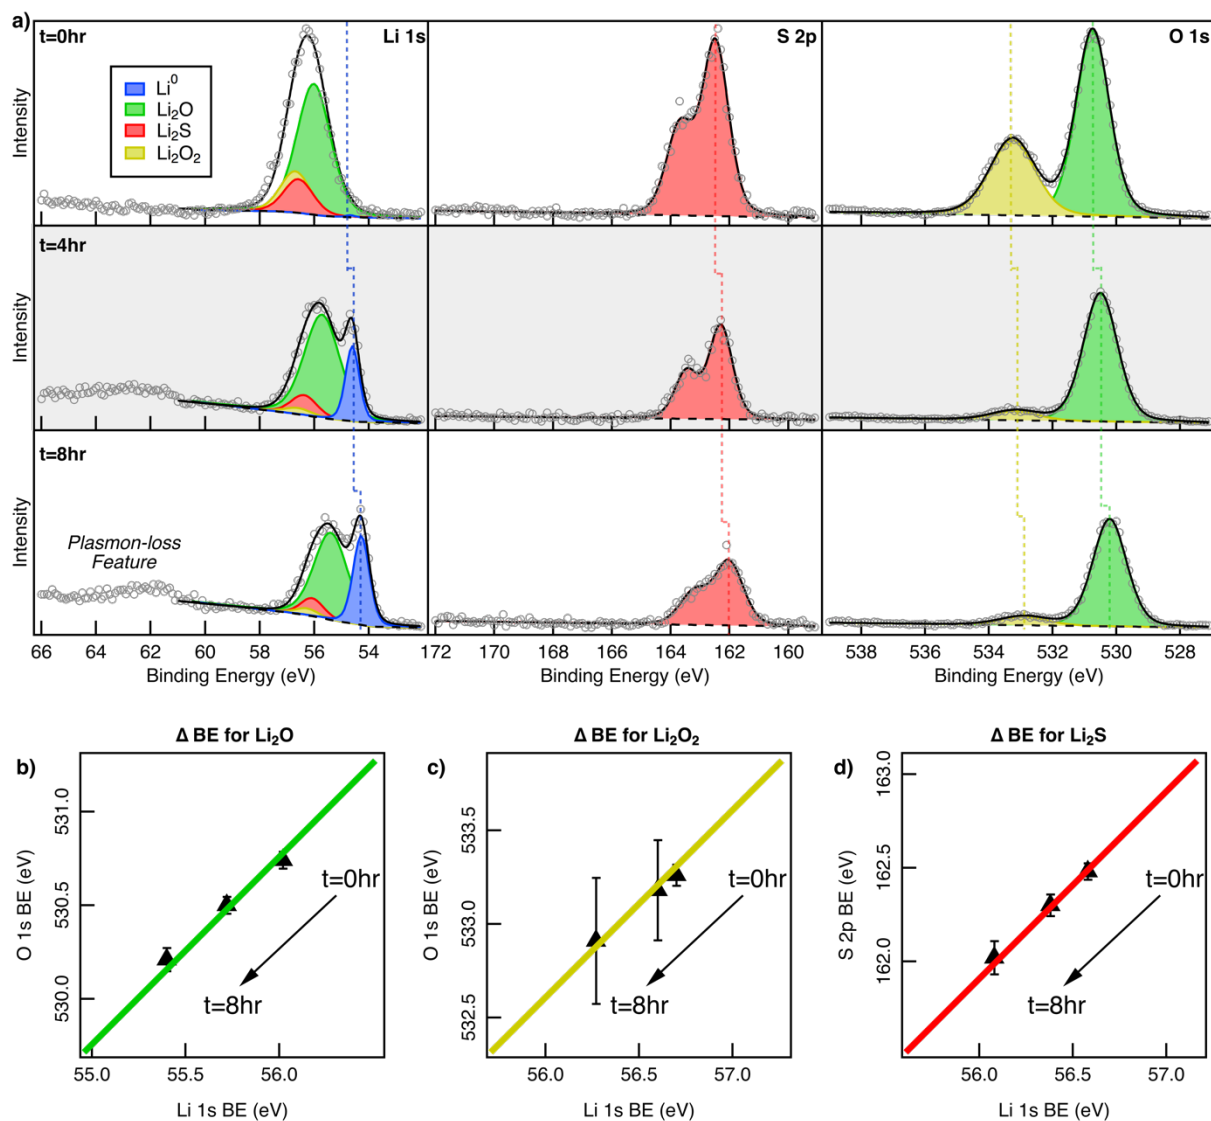 a)
t=0hr
Li 1s
S 2p
O 1s
Li⁰
Li₂O
Li₂S
Li₂O₂
Intensity
t=4hr
Intensity
t=8hr
Plasmon-loss
Feature
Intensity
66 64 62 60 58 56 54 172 170 168 166 164 162 160 538 536 534 532 530 528
Binding Energy (eV) Binding Energy (eV) Binding Energy (eV)
b)
Δ BE for Li₂O
O 1s BE (eV)
531.0
530.5
530.0
t=0hr
t=8hr
55.0 55.5 56.0
Li 1s BE (eV)
c)
Δ BE for Li₂O₂
O 1s BE (eV)
533.5
533.0
532.5
t=0hr
t=8hr
56.0 56.5 57.0
Li 1s BE (eV)
d)
Δ BE for Li₂S
S 2p BE (eV)
163.0
162.5
162.0
t=0hr
t=8hr
56.0 56.5 57.0
Li 1s BE (eV)